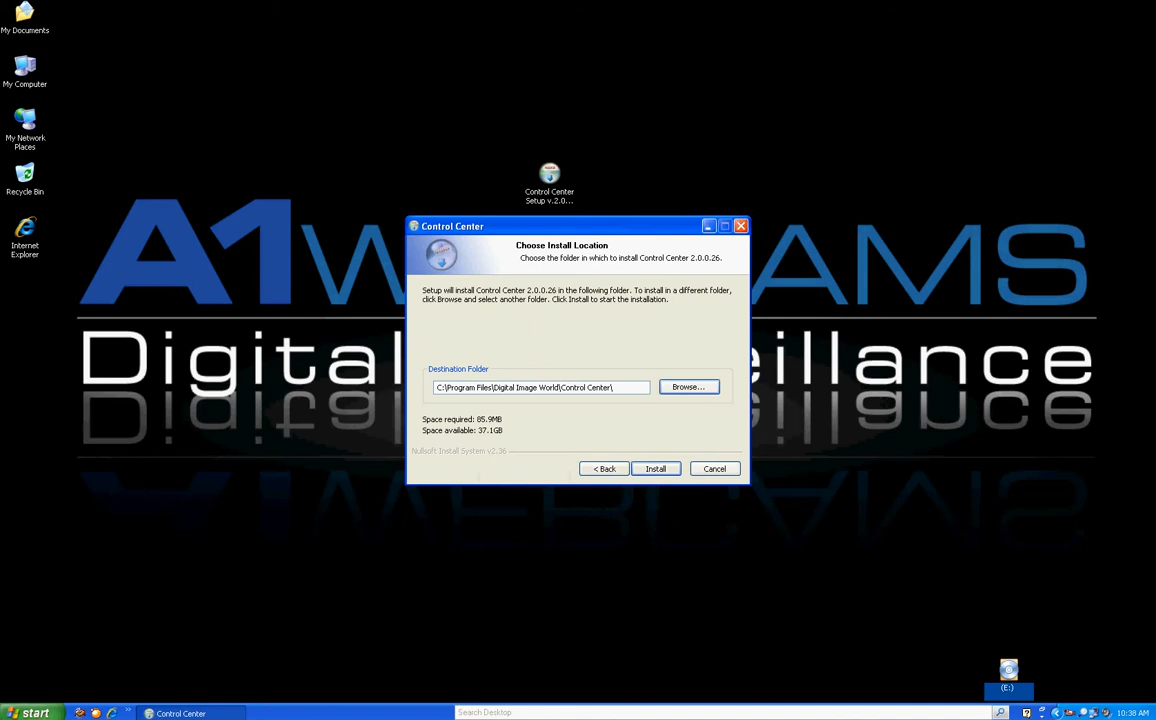 My Documents
My Computer
My Network
Places
Recycle Bin
Internet
Explorer
Control Center
Setup v.2.0...
A1WEBCAMS
Digital Surveillance
Control Center
Choose Install Location
Choose the folder in which to install Control Center 2.0.0.26.
Setup will install Control Center 2.0.0.26 in the following folder. To install in a different folder,
click Browse and select another folder. Click Install to start the installation.
Destination Folder
C:\Program Files\Digital Image World\Control Center\
Browse...
Space required: 85.9MB
Space available: 37.1GB
Nullsoft Install System v2.36
< Back
Install
Cancel
(E:)
start
Control Center
Search Desktop
10:38 AM